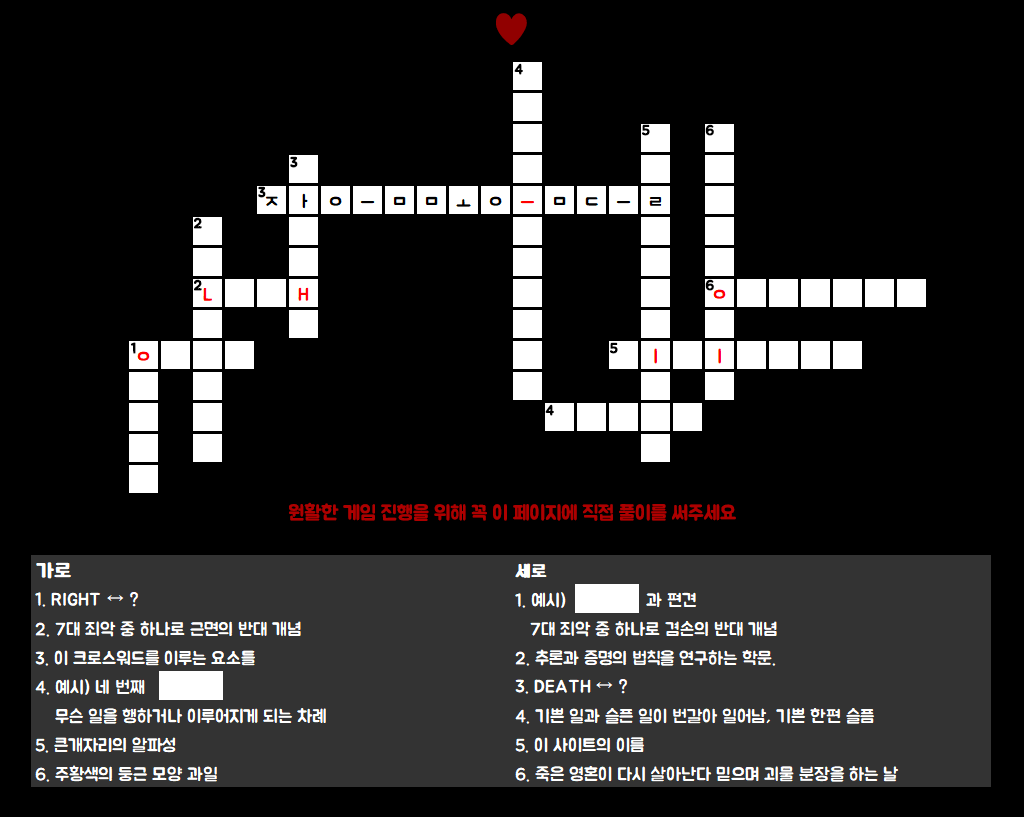 4
5 6
3
3 ㅈ ㅏ ㅇ ㅡ ㅁ ㅁ ㅗ ㅇ ㅡ ㅁ ㄷ ㅡ ㄹ
2
2 ㄴ ㅐ 6 ㅇ
1 ㅇ 5 ㅣ ㅣ
4
원활한 게임 진행을 위해 꼭 이 페이지에 직접 풀이를 써주세요
가로
1. RIGHT ↔ ?
2. 7대 죄악 중 하나로 근면의 반대 개념
3. 이 크로스워드를 이루는 요소들
4. 예시) 네 번째
무슨 일을 행하거나 이루어지게 되는 차례
5. 큰개자리의 알파성
6. 주황색의 둥근 모양 과일
세로
1. 예시) 과 편견
7대 죄악 중 하나로 겸손의 반대 개념
2. 추론과 증명의 법칙을 연구하는 학문.
3. DEATH ↔ ?
4. 기쁜 일과 슬픈 일이 번갈아 일어남, 기쁜 한편 슬픔
5. 이 사이트의 이름
6. 죽은 영혼이 다시 살아난다 믿으며 괴물 분장을 하는 날